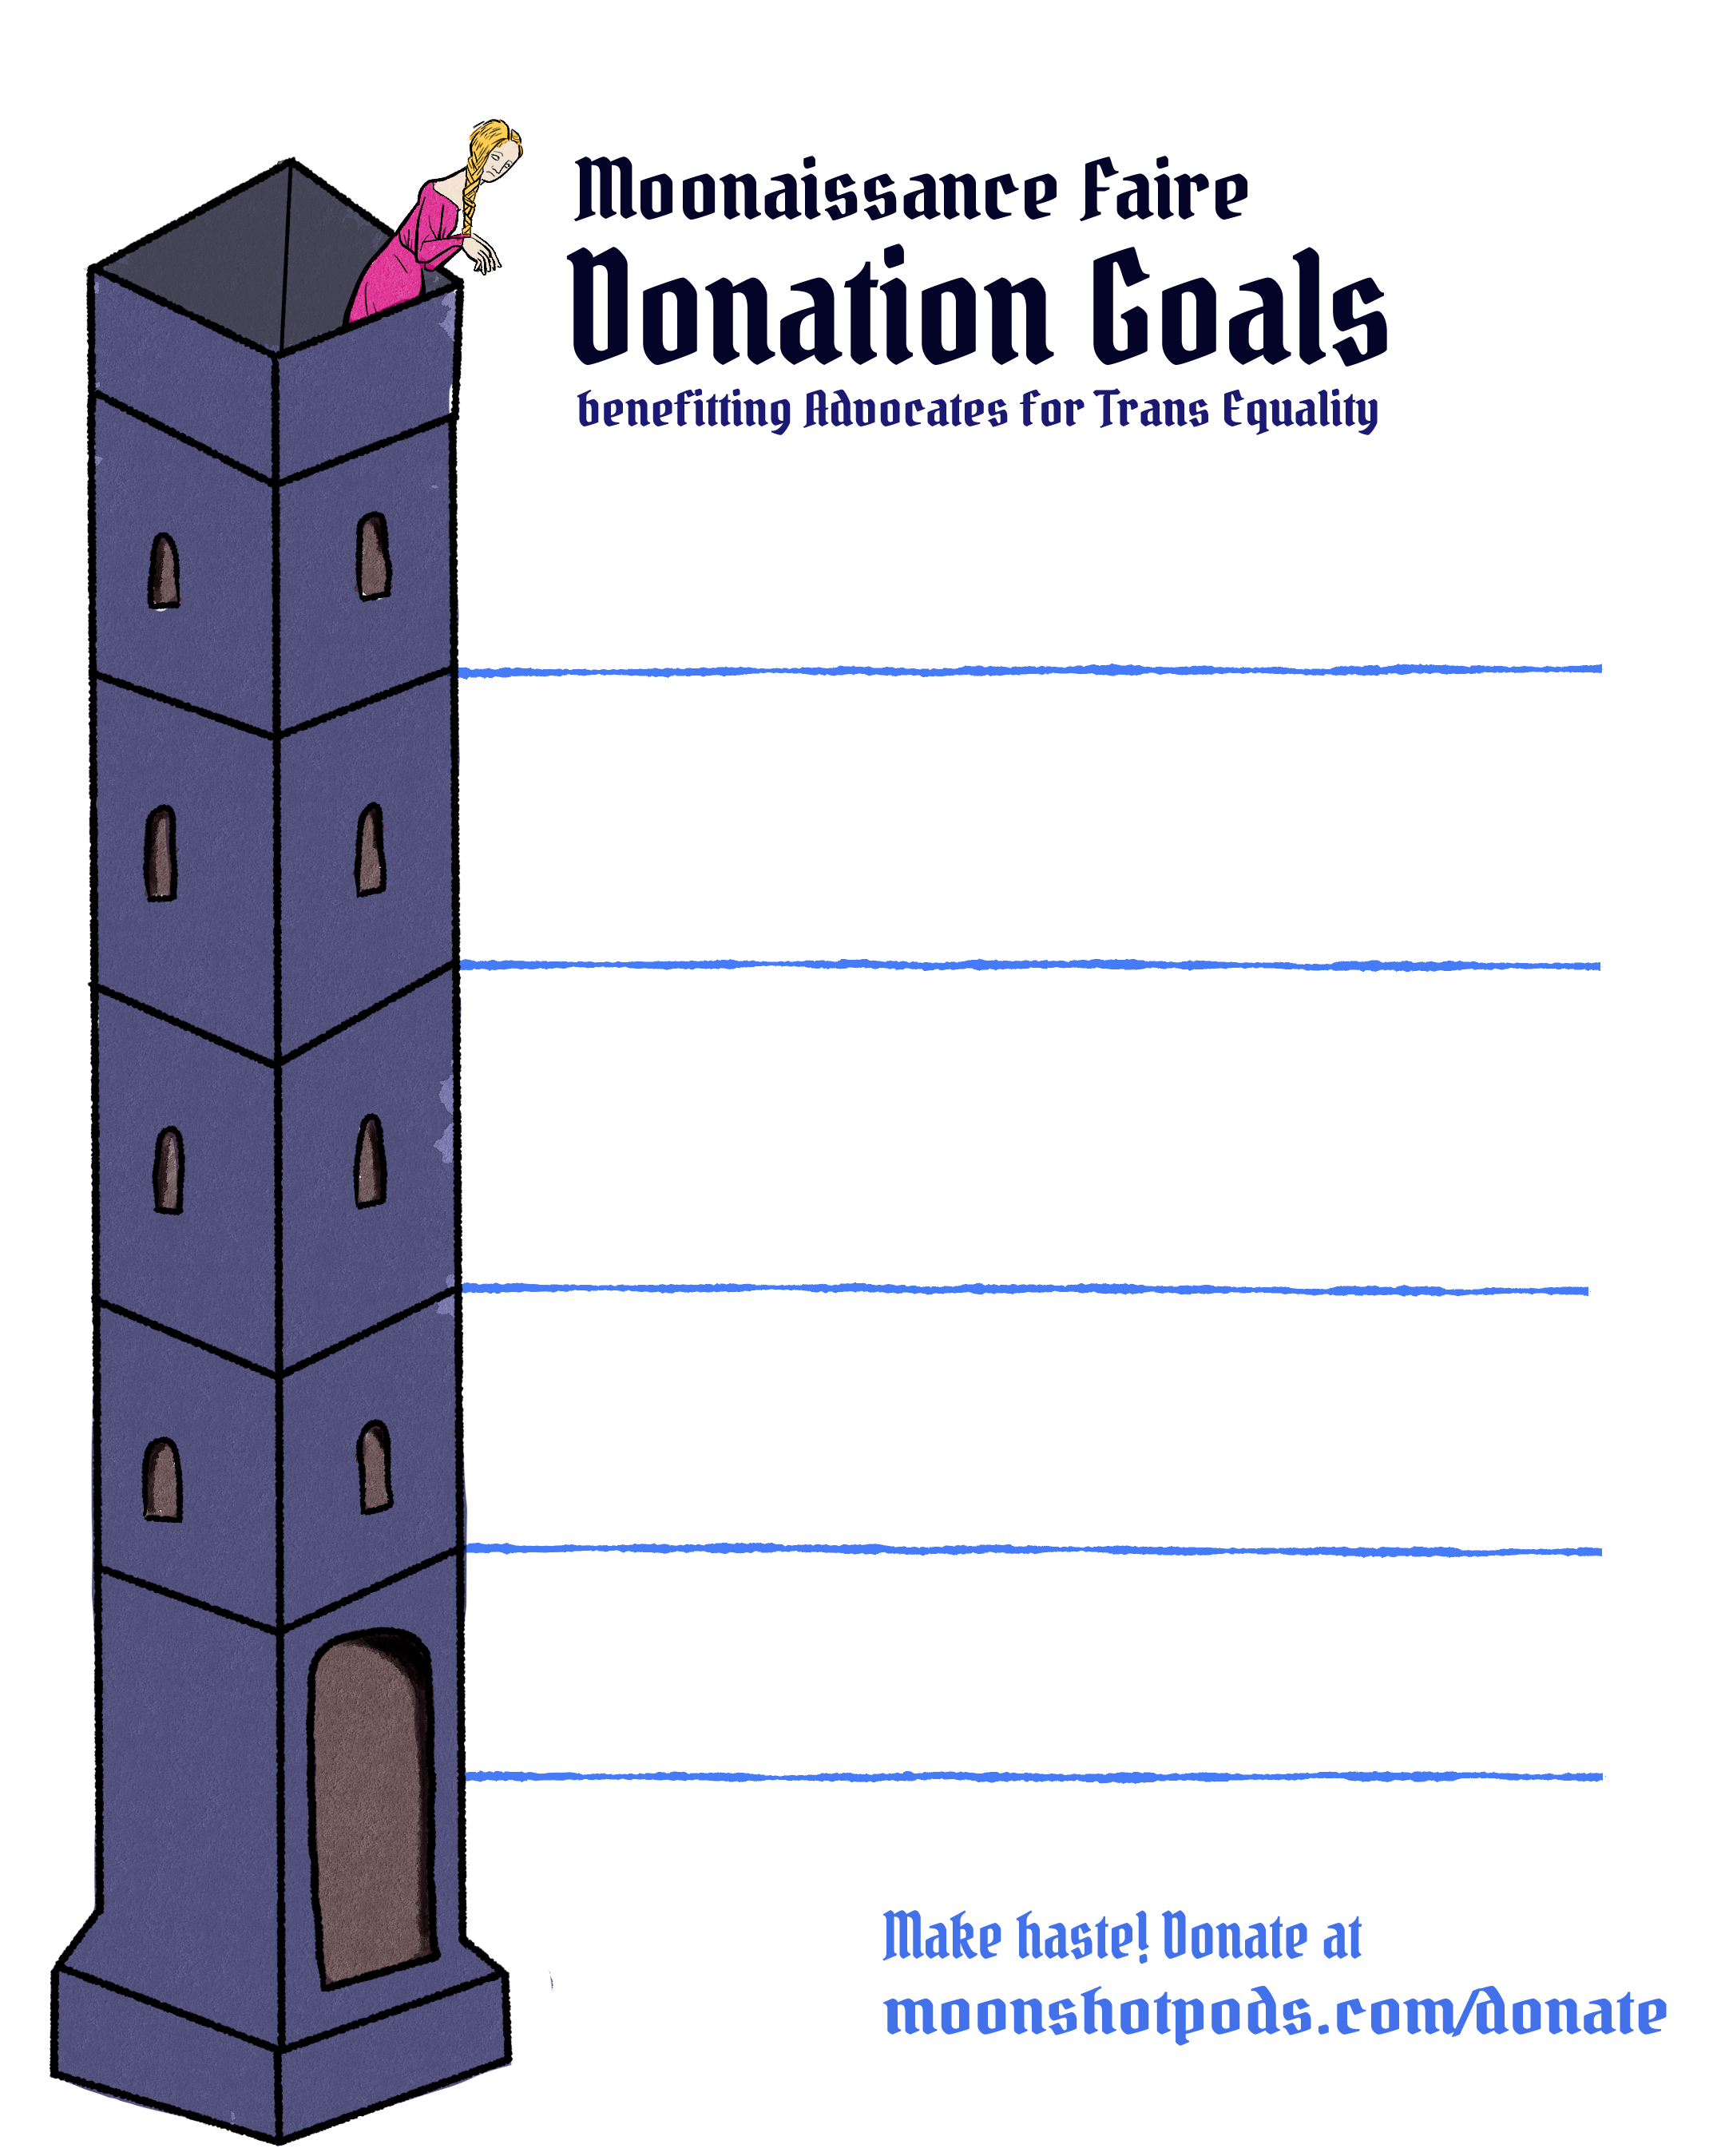 Moonaissance Faire
Donation Goals
benefitting Advocates for Trans Equality
Make haste! Donate at
moonshotpods.com/donate